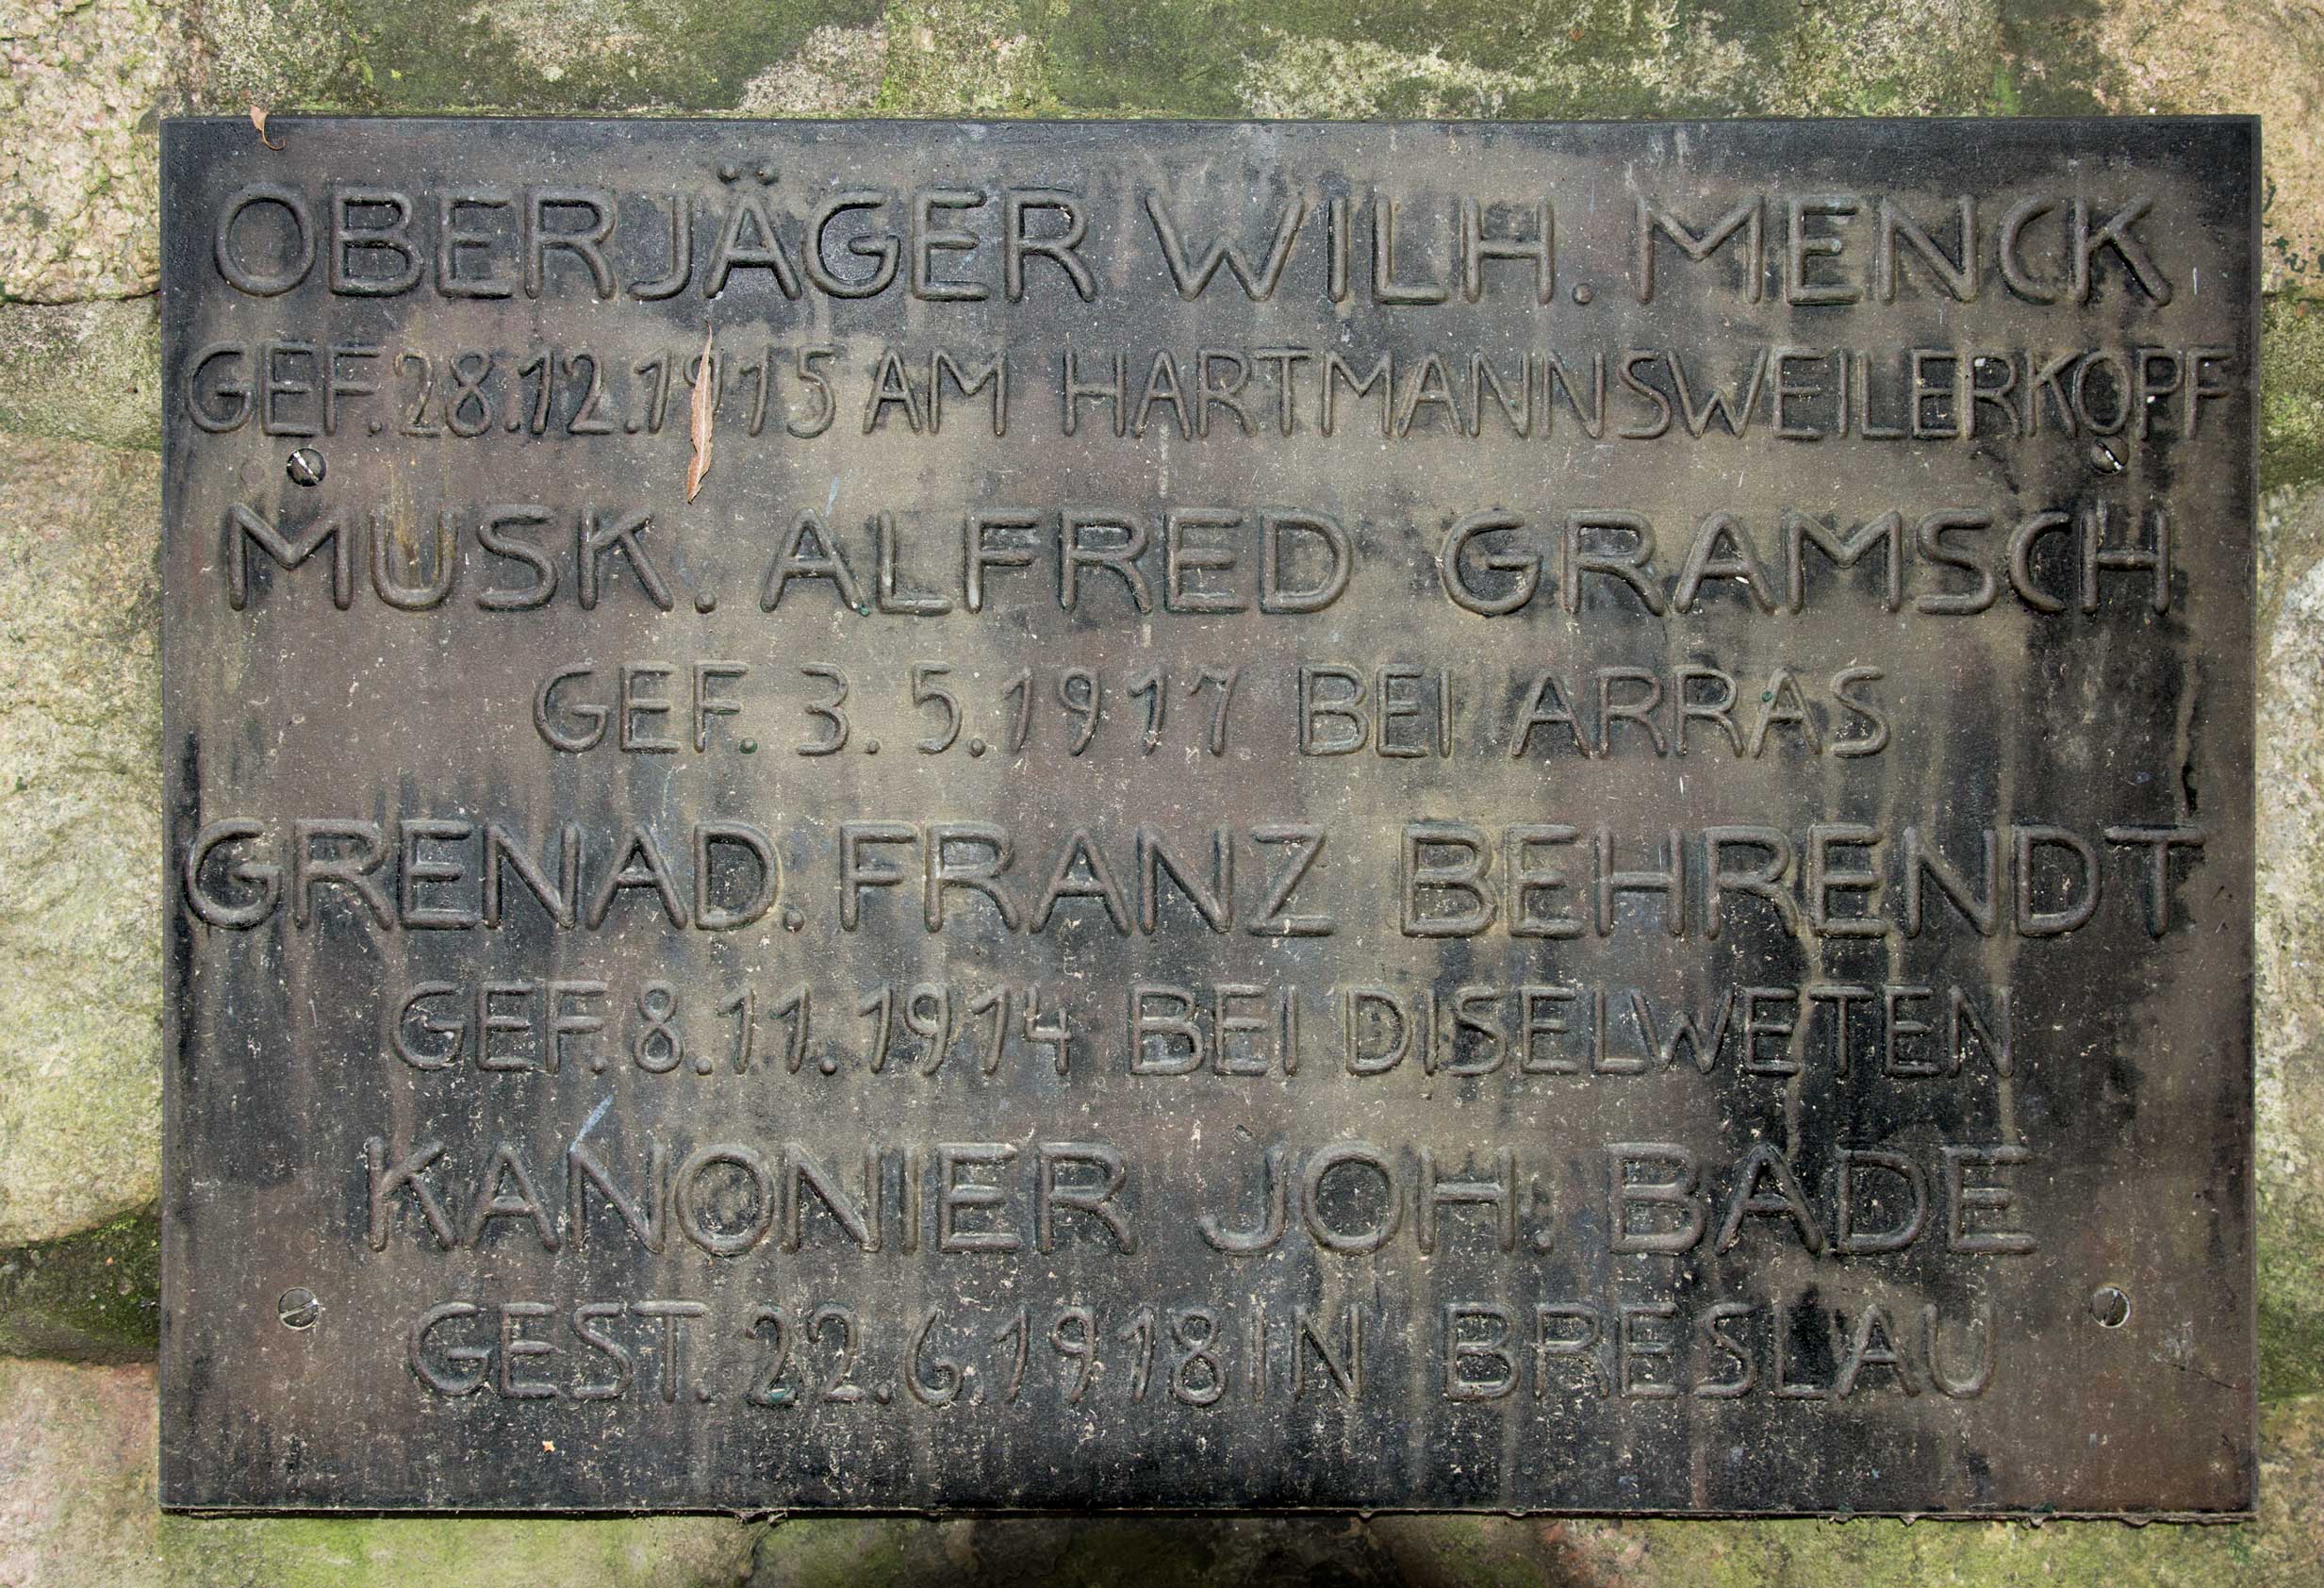 OBERJÄGER WILH. MENCK
GEF. 28.12.1915 AM HARTMANNSWEILERKOPF
MUSK. ALFRED GRAMSCH
GEF. 3. 5. 1917 BEI ARRAS
GRENAD. FRANZ BEHRENDT
GEF. 8.11.1914 BEI DISELWETEN
KANONIER JOH. BADE
GEST. 22.6.1918 IN BRESLAU